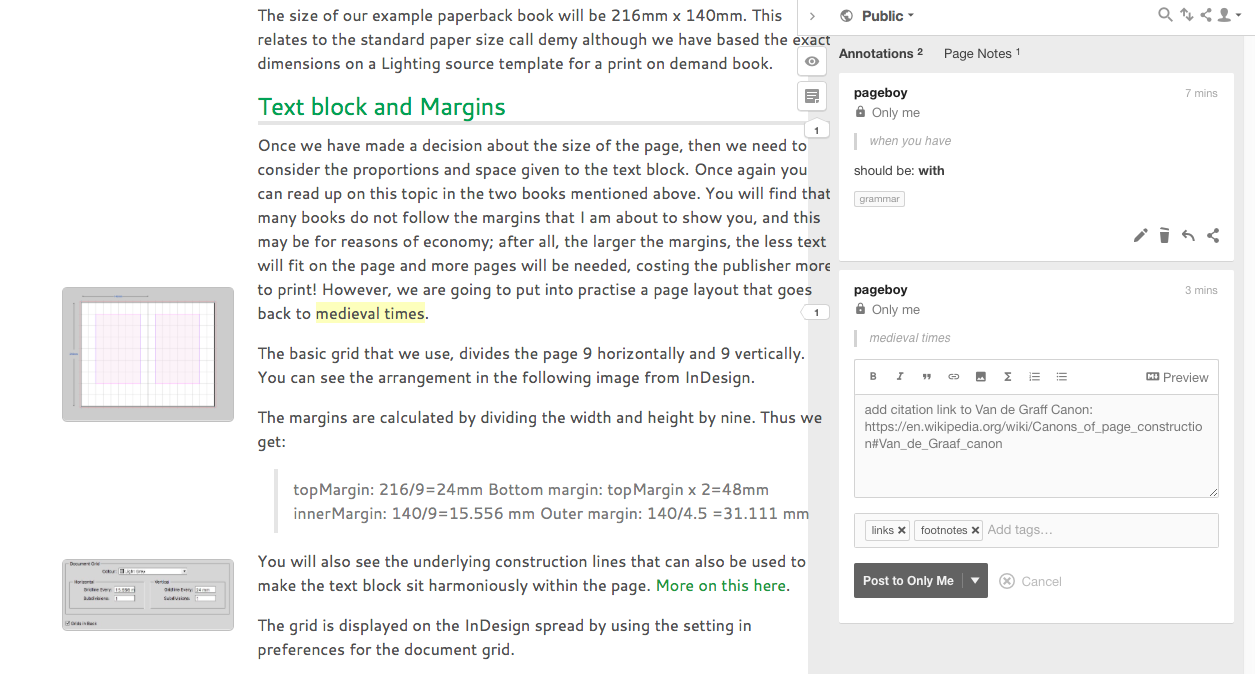 The size of our example paperback book will be 216mm x 140mm. This
relates to the standard paper size call demy although we have based the exact
dimensions on a Lighting source template for a print on demand book.
Text block and Margins
Once we have made a decision about the size of the page, then we need to
consider the proportions and space given to the text block. Once again you
can read up on this topic in the two books mentioned above. You will find that
many books do not follow the margins that I am about to show you, and this
may be for reasons of economy; after all, the larger the margins, the less text
will fit on the page and more pages will be needed, costing the publisher more
to print! However, we are going to put into practise a page layout that goes
back to medieval times.
The basic grid that we use, divides the page 9 horizontally and 9 vertically.
You can see the arrangement in the following image from InDesign.
The margins are calculated by dividing the width and height by nine. Thus we
get:
topMargin: 216/9=24mm Bottom margin: topMargin x 2=48mm
innerMargin: 140/9=15.556 mm Outer margin: 140/4.5 =31.111 mm
You will also see the underlying construction lines that can also be used to
make the text block sit harmoniously within the page. More on this here.
Document Grid
Colour: Light Grey
Horizontal
Vertical
Gridline Every:
Gridline Every: 24 mm
Subdivisions:
Subdivisions:
Grids in Back
The grid is displayed on the InDesign spread by using the setting in
preferences for the document grid.
1
1
Public
Annotations 2
Page Notes 1
pageboy
7 mins
Only me
when you have
should be: with
grammar
pageboy
3 mins
Only me
medieval times
B I ” Σ Preview
add citation link to Van de Graff Canon:
https://en.wikipedia.org/wiki/Canons_of_page_constructio
n#Van_de_Graaf_canon
links footnotes Add tags...
Post to Only Me
Cancel